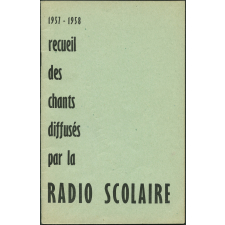 1957 - 1958
recueil
des
chants
diffusés
par la
RADIO SCOLAIRE